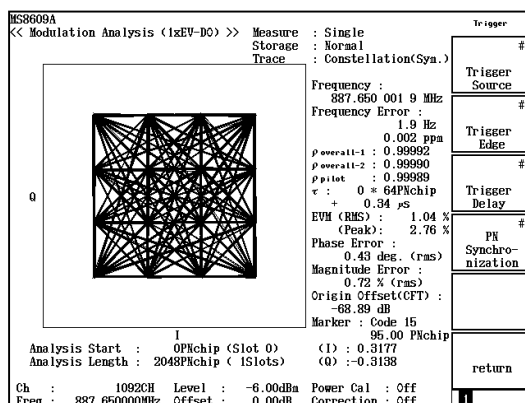 MS8609A
<< Modulation Analysis (1xEV-DO) >> Measure : Single
Storage : Normal
Trace : Constellation(Sym.)
Frequency :
887.650 001 9 MHz
Frequency Error :
1.9 Hz
0.002 ppm
ρ overall-1 : 0.99992
ρ overall-2 : 0.99990
ρ pilot : 0.99989
τ : 0 * 64PNchip
+ 0.34 μs
EVM (RMS) : 1.04 %
(Peak): 2.76 %
Phase Error :
0.43 deg. (rms)
Magnitude Error :
0.72 % (rms)
Origin Offset(CFT) :
-68.89 dB
Marker : Code 15
95.00 PNchip
(I) : 0.3177
(Q) :-0.3138
Q
I
Analysis Start : 0PNchip (Slot 0)
Analysis Length : 2048PNchip ( 1Slots)
Ch : 1092CH Level : -6.00dBm Power Cal : Off
Freq : 887.650000MHz Offset : 0.00dB Correction : Off
Trigger
#
Trigger
Source
#
Trigger
Edge
#
Trigger
Delay
#
PN
Synchro-
nization
return
1